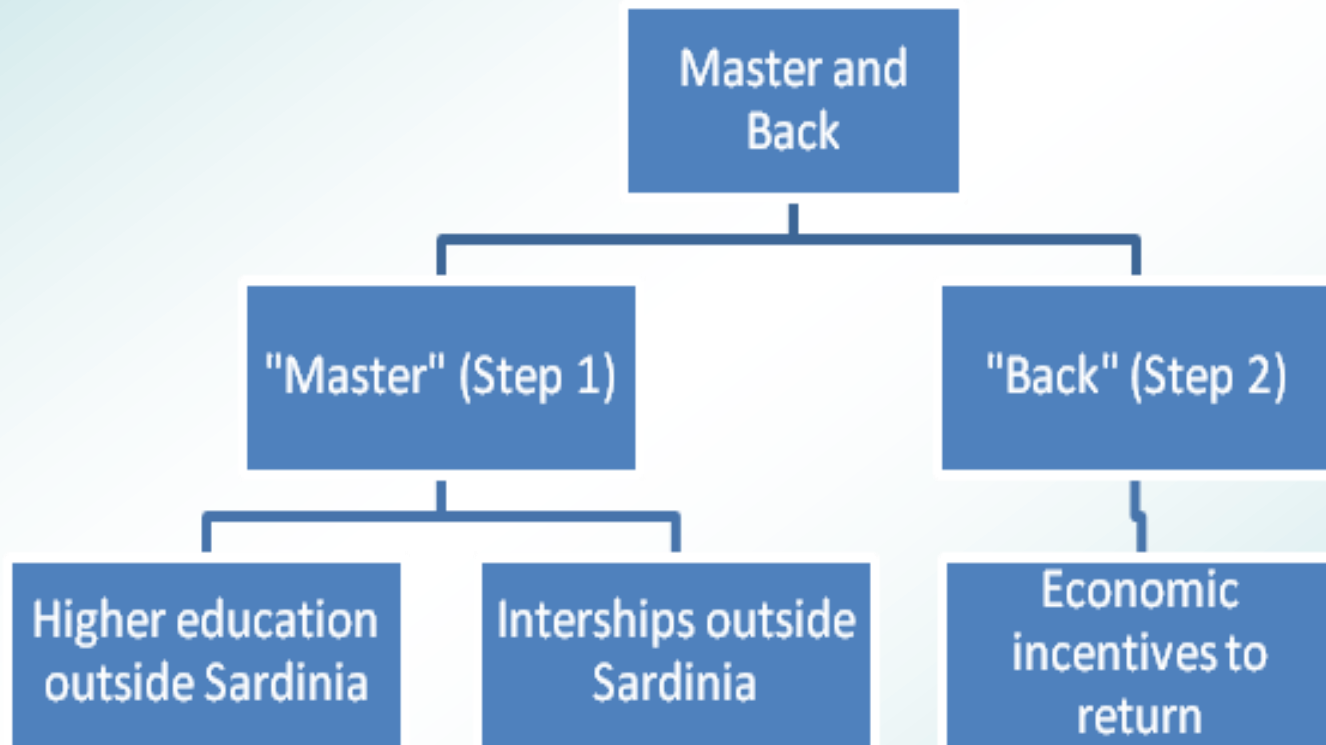 Master and
Back
"Master" (Step 1)
"Back" (Step 2)
Higher education
outside Sardinia
Interships outside
Sardinia
Economic
incentives to
return